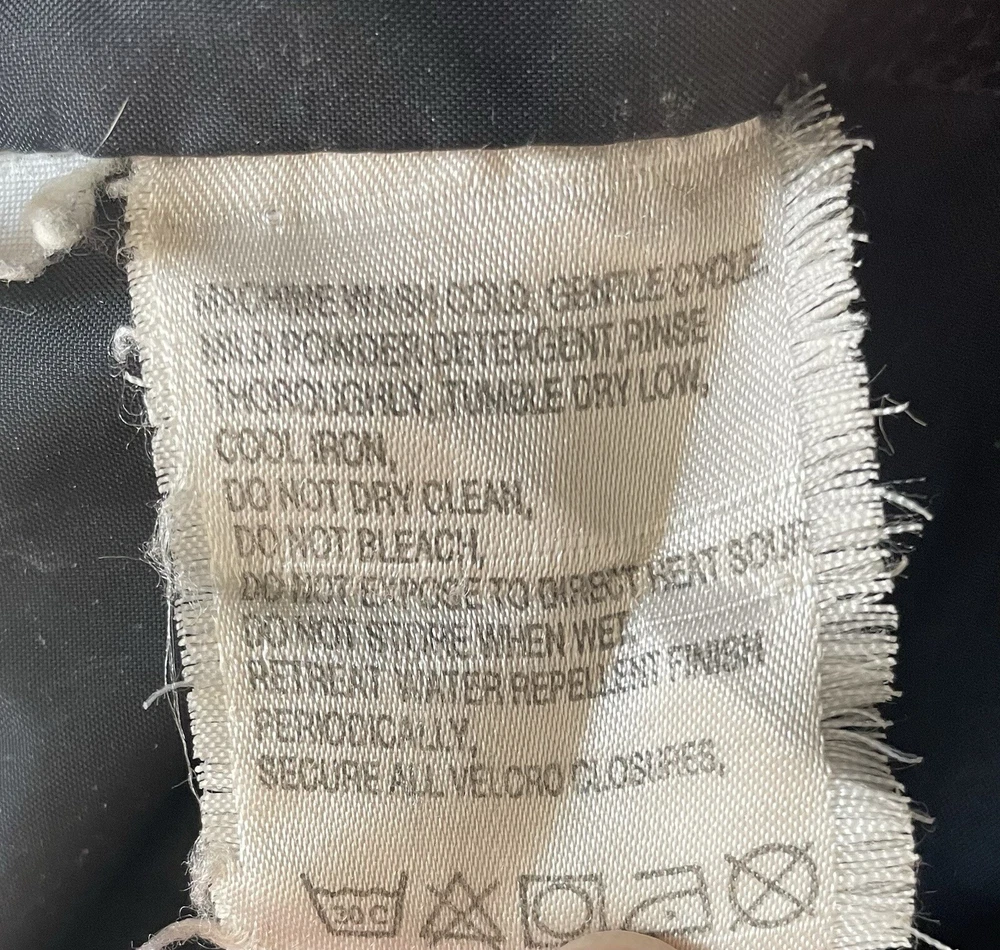 MACHINE WASH COLD, GENTLE CYCLE
MILD POWDER DETERGENT, RINSE
THOROUGHLY, TUMBLE DRY LOW,
COOL IRON,
DO NOT DRY CLEAN,
DO NOT BLEACH,
DO NOT EXPOSE TO DIRECT HEAT
DO NOT STORE WHEN WET
RETREAT WATER REPELLENT FINISH
PERIODICALLY,
SECURE ALL VELCRO CLOSURES,
30C